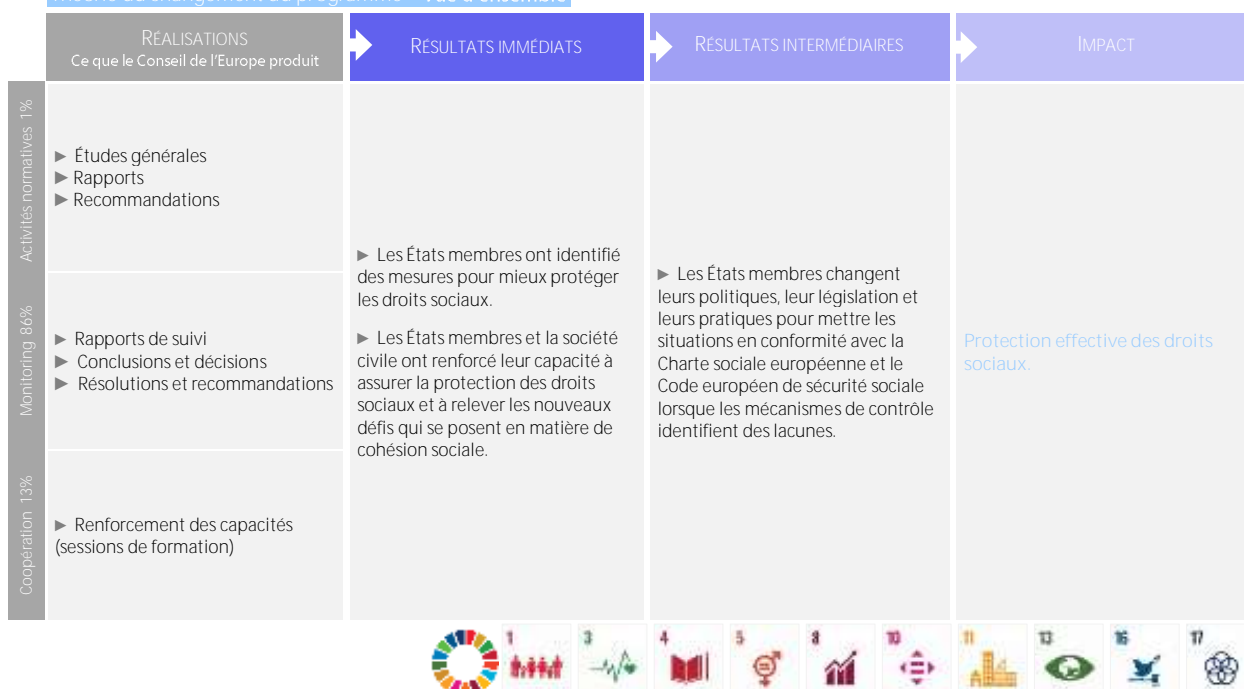 Vue d'ensemble
RÉALISATIONS
Ce que le Conseil de l'Europe produit
RÉSULTATS IMMÉDIATS
RÉSULTATS INTERMÉDIAIRES
IMPACT
Activités normatives 1%
► Études générales
► Rapports
► Recommandations
Monitoring 86%
► Rapports de suivi
► Conclusions et décisions
► Résolutions et recommandations
Coopération 13%
► Renforcement des capacités
(sessions de formation)
► Les États membres ont identifié
des mesures pour mieux protéger
les droits sociaux.
► Les États membres et la société
civile ont renforcé leur capacité à
assurer la protection des droits
sociaux et à relever les nouveaux
défis qui se posent en matière de
cohésion sociale.
► Les États membres changent
leurs politiques, leur législation et
leurs pratiques pour mettre les
situations en conformité avec la
Charte sociale européenne et le
Code européen de sécurité sociale
lorsque les mécanismes de contrôle
identifient des lacunes.
Protection effective des droits
sociaux.
1 3 4 5 8 10 11 13 16 17